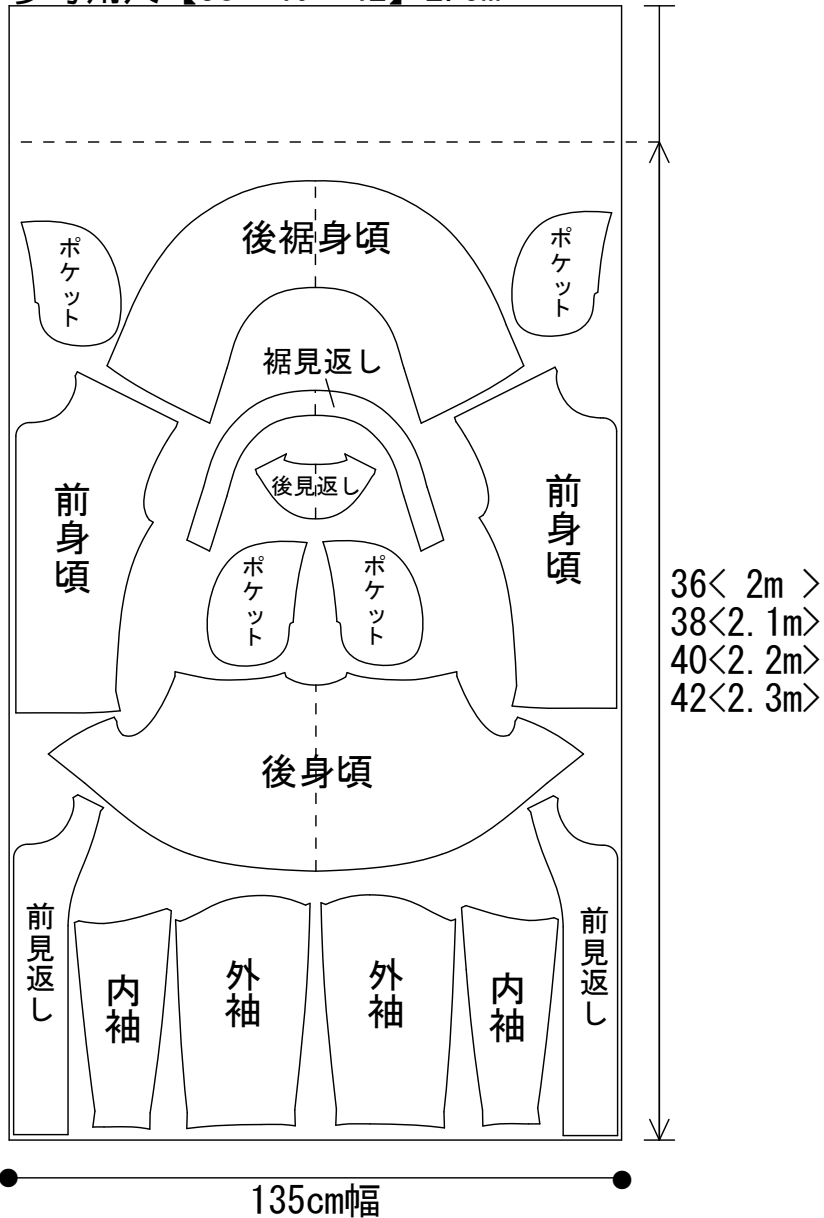 後裾身頃
ポケット
ポケット
裾見返し
後見返し
前身頃
前身頃
ポケット
ポケット
36< 2m >
38<2.1m>
40<2.2m>
42<2.3m>
後身頃
前見返し
内袖
外袖
外袖
内袖
前見返し
135cm幅